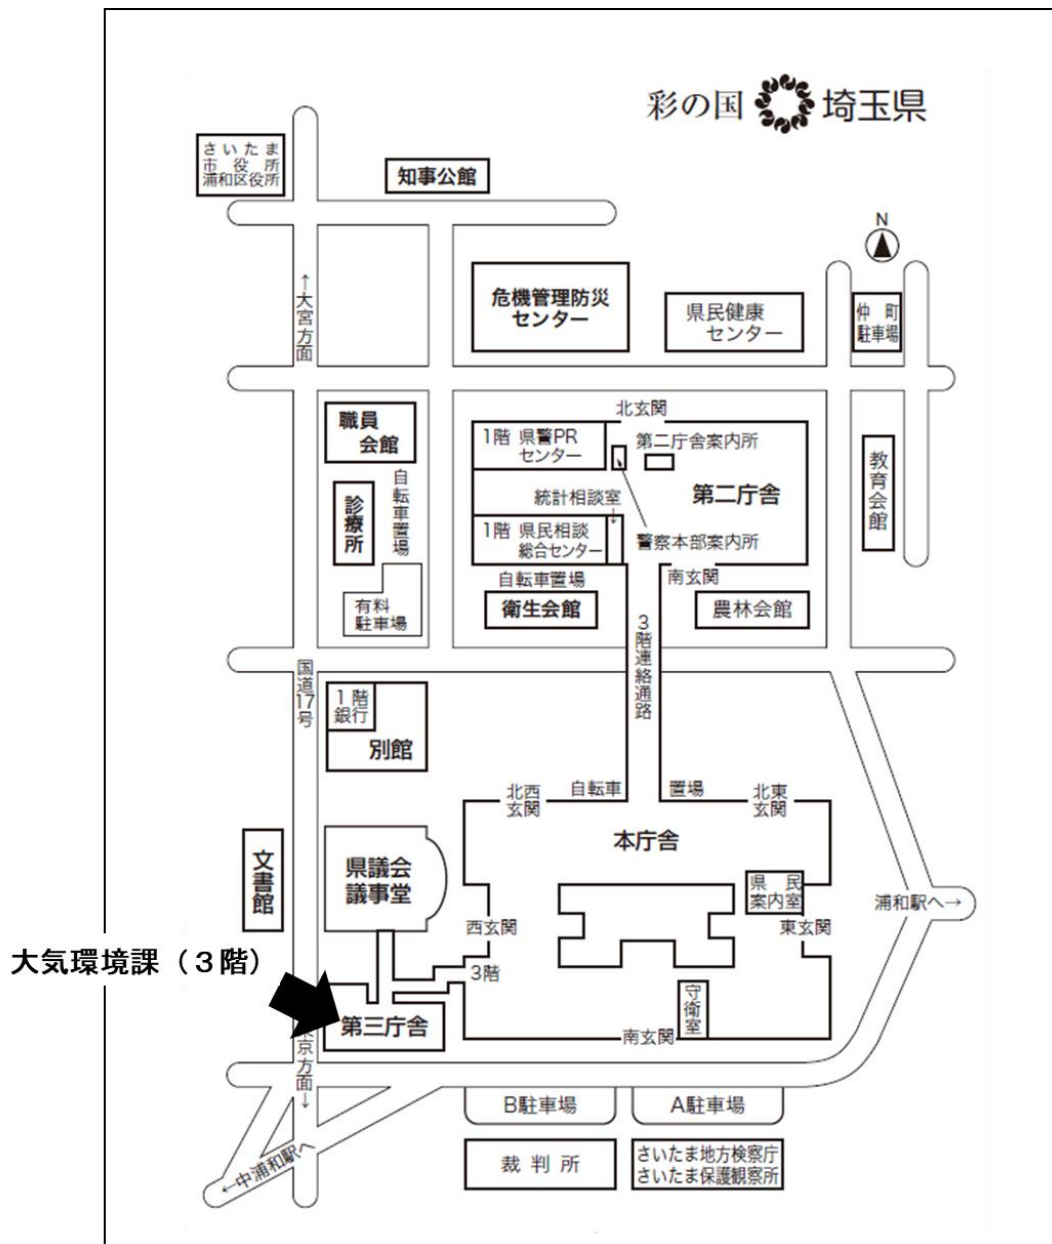 彩の国 埼玉県
さいたま
市役所
浦和区役所
知事公館
N
←大宮方面
危機管理防災
センター
県民健康
センター
仲町
駐車場
職員
会館
北玄関
1階 県警PR
センター
第二庁舎案内所
教育会館
自転車置場
診療所
統計相談室
第二庁舎
1階 県民相談
総合センター
警察本部案内所
自転車置場
南玄関
有料
駐車場
衛生会館
農林会館
3階連絡通路
国道17号
1階
銀行
別館
北西
玄関
自転車
置場
北東
玄関
本庁舎
文書館
県議会
議事堂
県民
案内室
浦和駅へ→
西玄関
東玄関
大気環境課（３階）
3階
守衛室
第三庁舎
南玄関
京方面→
B駐車場
A駐車場
←中浦和駅へ
裁判所
さいたま地方検察庁
さいたま保護観察所